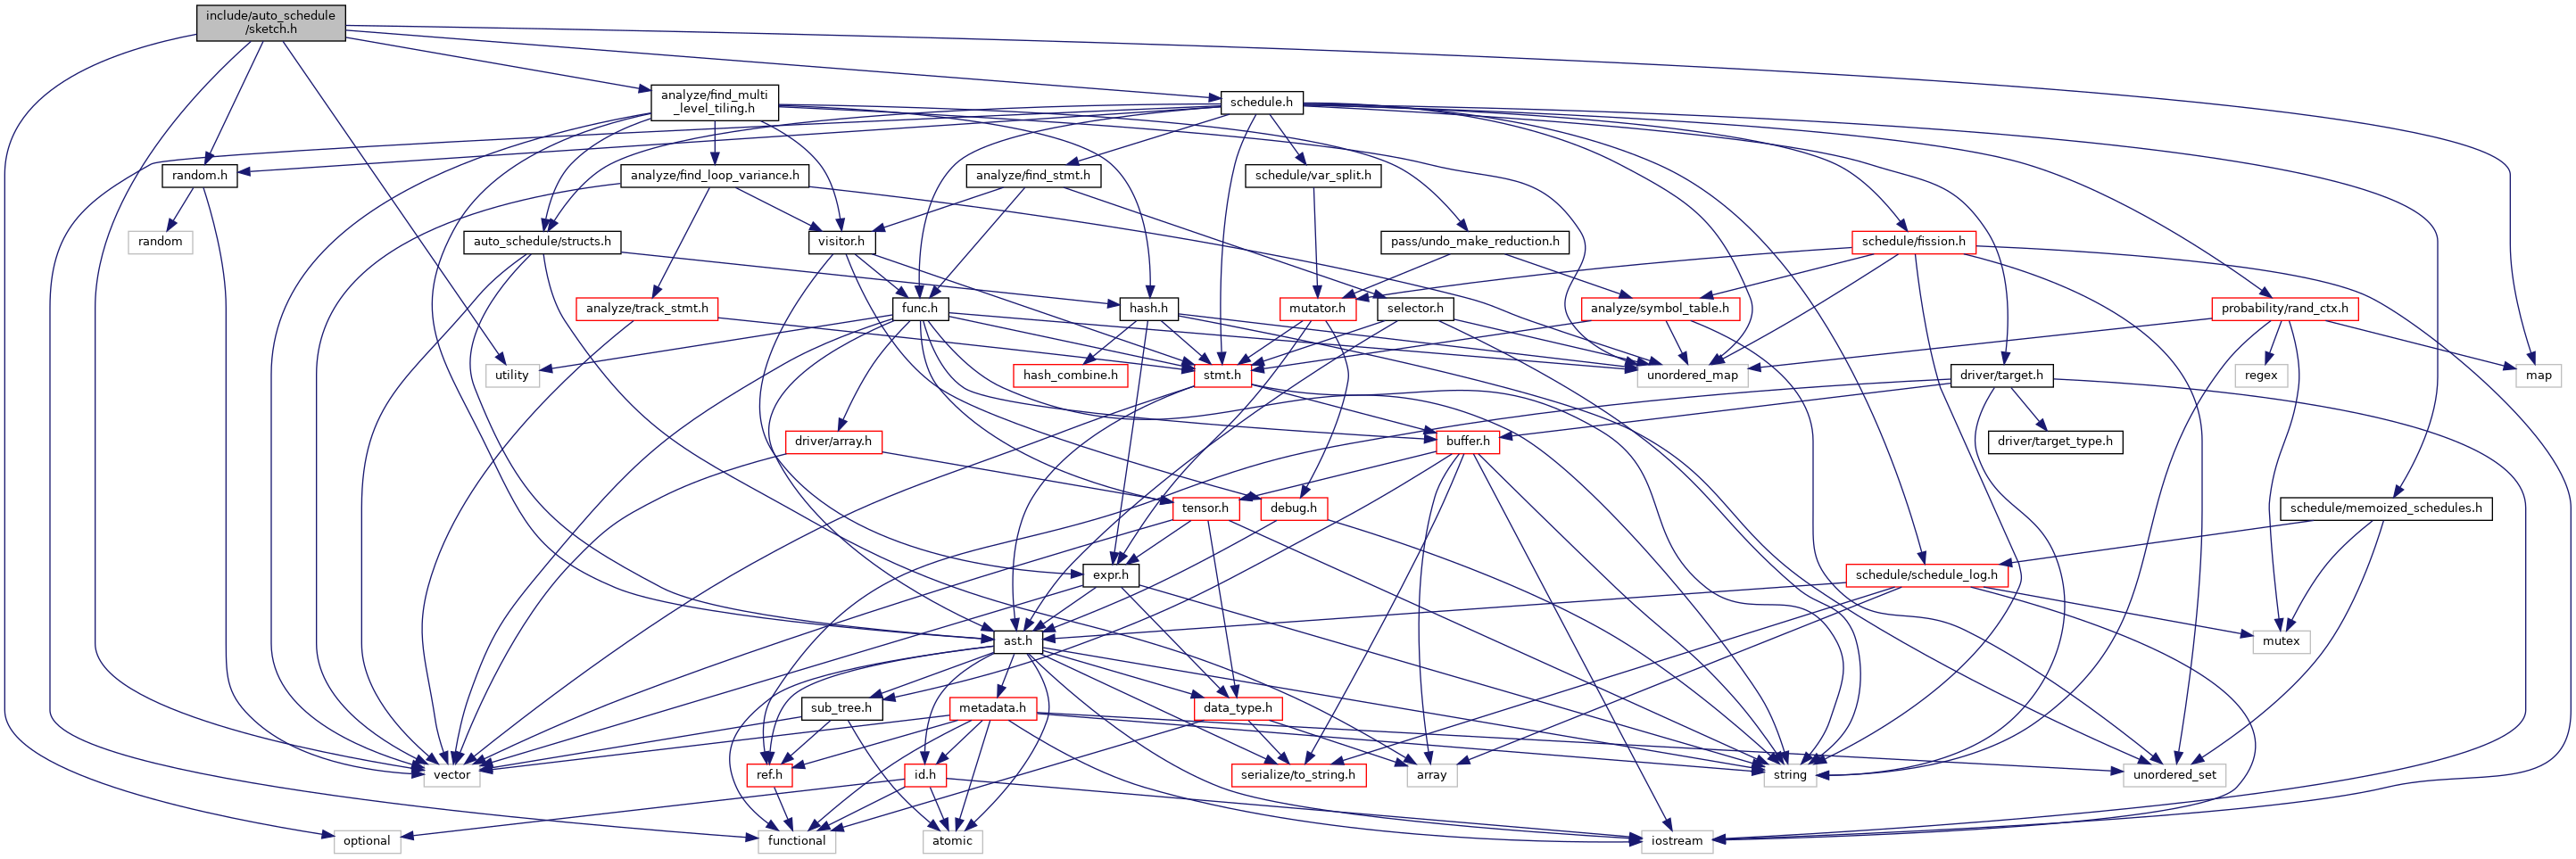 include/auto_schedule
/sketch.h
analyze/find_multi
_level_tiling.h
schedule.h
random.h
analyze/find_loop_variance.h
analyze/find_stmt.h
schedule/var_split.h
random
auto_schedule/structs.h
visitor.h
pass/undo_make_reduction.h
schedule/fission.h
analyze/track_stmt.h
func.h
hash.h
mutator.h
selector.h
analyze/symbol_table.h
probability/rand_ctx.h
utility
hash_combine.h
stmt.h
unordered_map
driver/target.h
regex
map
driver/array.h
buffer.h
driver/target_type.h
tensor.h
debug.h
schedule/memoized_schedules.h
expr.h
schedule/schedule_log.h
ast.h
mutex
sub_tree.h
metadata.h
data_type.h
vector
ref.h
id.h
serialize/to_string.h
array
string
unordered_set
optional
functional
atomic
iostream